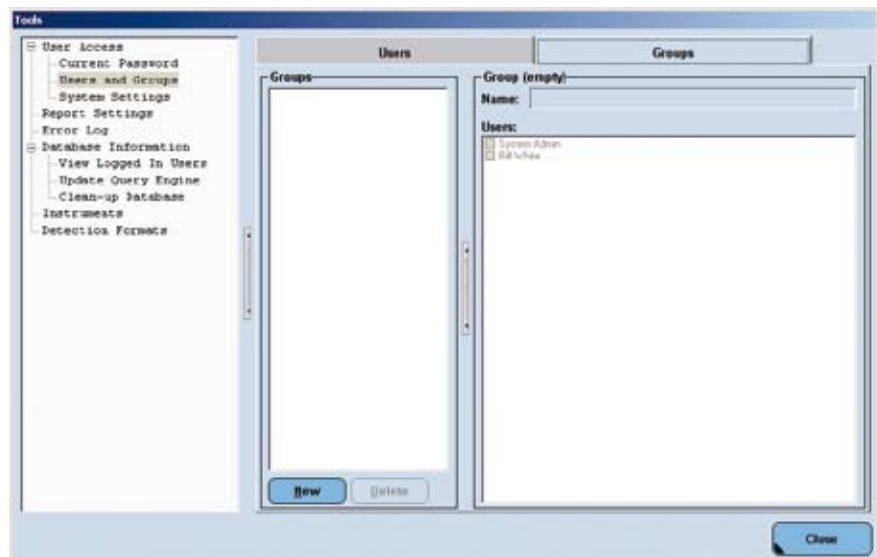 Tools
User Access
Current Password
Users and Groups
System Settings
Report Settings
Error Log
Database Information
View Logged In Users
Update Query Engine
Clean-up Database
Instruments
Detection Formats
Users
Groups
Groups
New
Delete
Group (empty)
Name:
Users:
System Admin
Bill White
Close